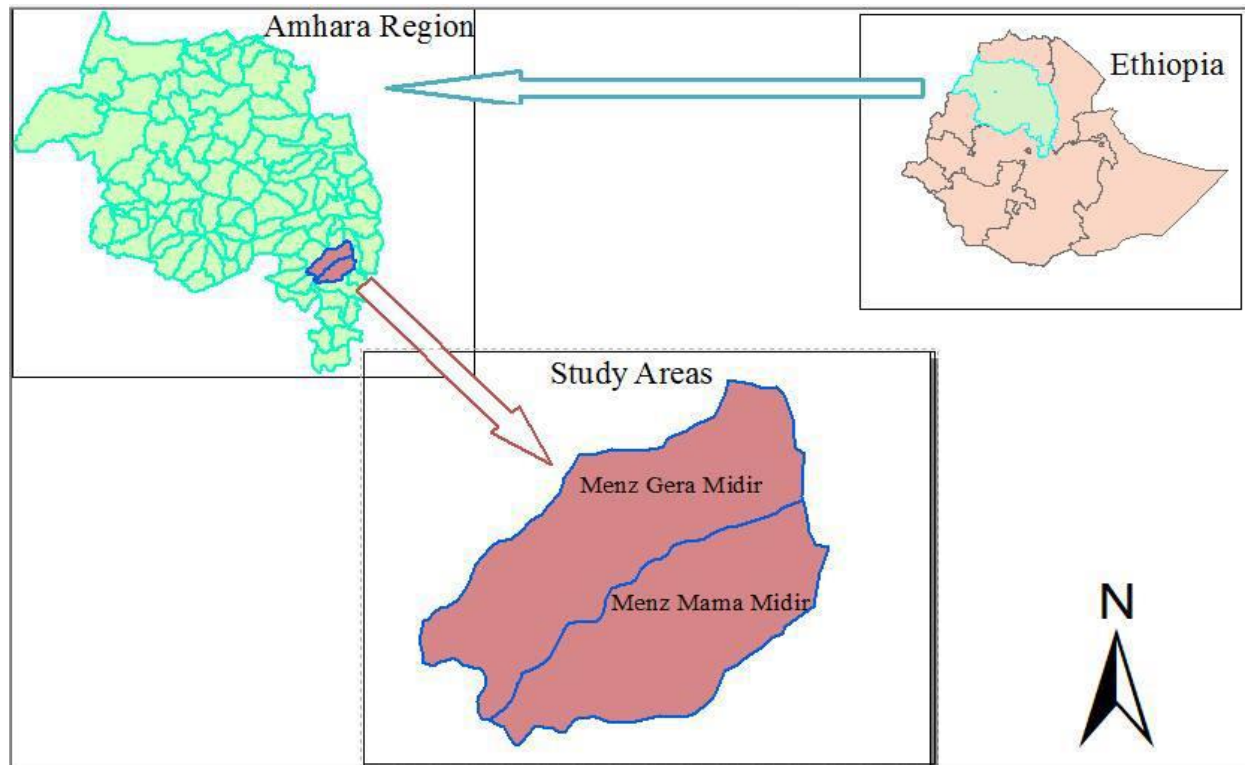 Amhara Region
Ethiopia
Study Areas
Menz Gera Midir
Menz Mama Midir
N